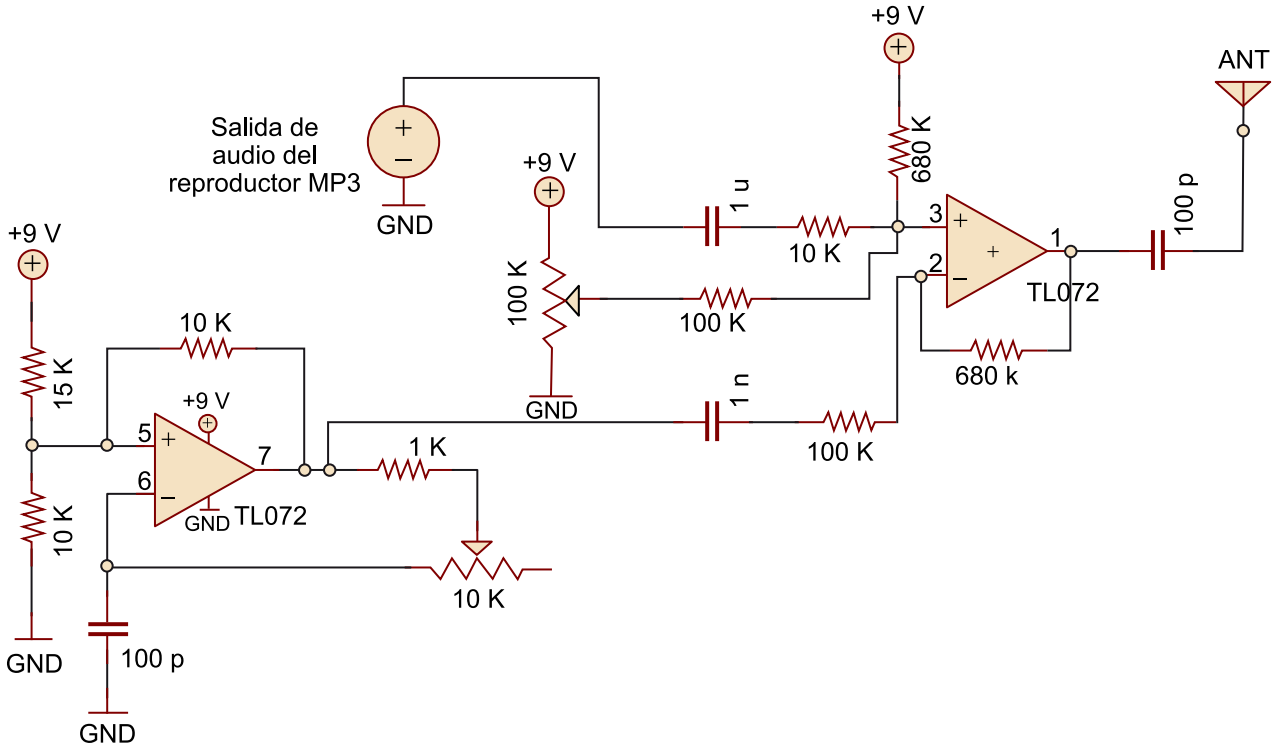 +9 V
ANT
Salida de
audio del
reproductor MP3
+
−
GND
+9 V
+
680 K
+9 V
+
100 K
GND
1 u
10 K
100 K
3
+
2
−
+
1
TL072
680 k
100 p
+9 V
+
15 K
10 K
GND
10 K
+9 V
+
5
+
6
−
7
GND
TL072
1 K
10 K
100 p
GND
1 n
100 K